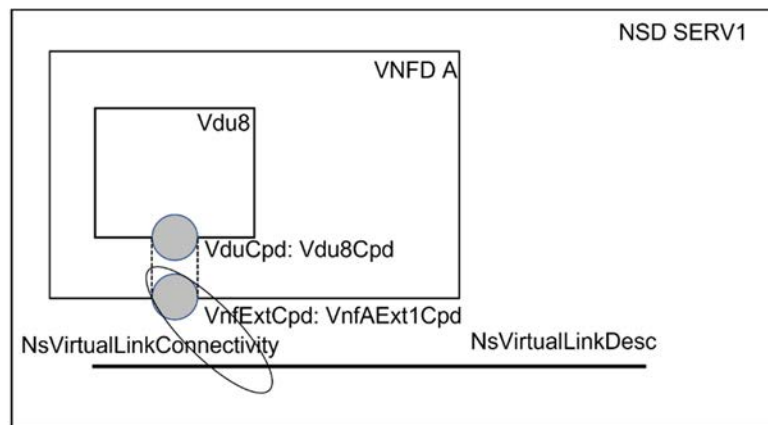 NSD SERV1
VNFD A
Vdu8
VduCpd: Vdu8Cpd
VnfExtCpd: VnfAExt1Cpd
NsVirtualLinkConnectivity
NsVirtualLinkDesc